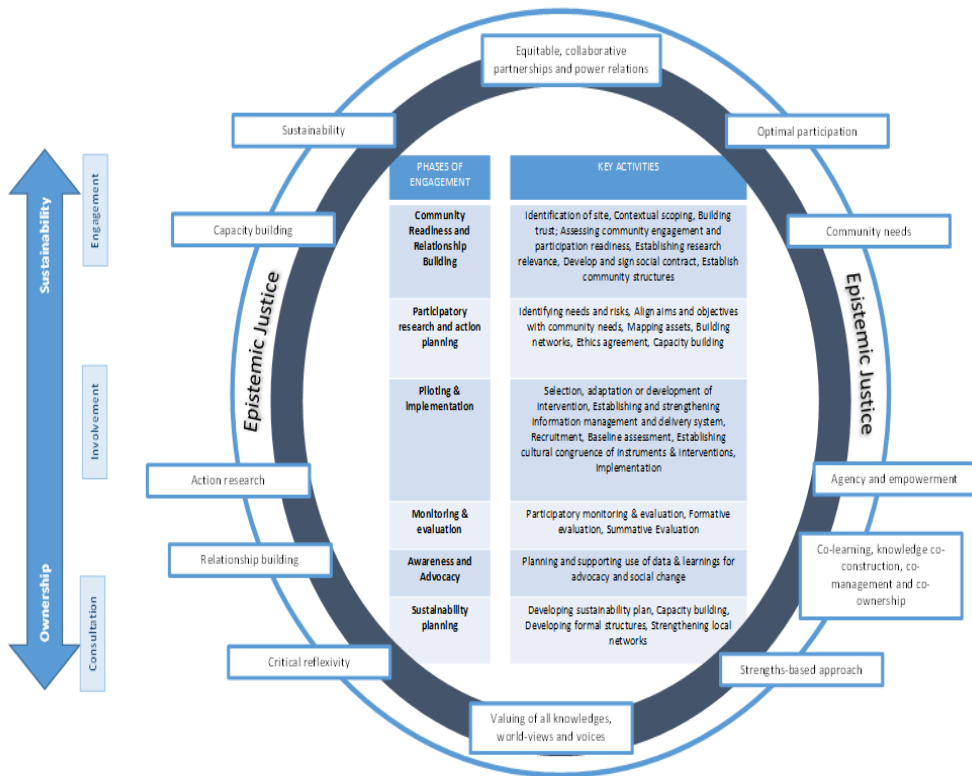 Equitable, collaborative
partnerships and power relations
Sustainability
Optimal participation
Capacity building
Community needs
Epistemic Justice
Epistemic Justice
Action research
Agency and empowerment
Relationship building
Co-learning, knowledge co-
construction, co-
management and co-
ownership
Critical reflexivity
Strengths-based approach
Valuing of all knowledges,
world-views and voices
Sustainability
Ownership
Engagement
Involvement
Consultation
PHASES OF
ENGAGEMENT
KEY ACTIVITIES
Community
Readiness and
Relationship
Building
Identification of site, Contextual scoping, Building
trust; Assessing community engagement and
participation readiness, Establishing research
relevance, Develop and sign social contract, Establish
community structures
Participatory
research and action
planning
Identifying needs and risks, Align aims and objectives
with community needs, Mapping assets, Building
networks, Ethics agreement, Capacity building
Piloting &
Implementation
Selection, adaptation or development of
intervention, Establishing and strengthening
information management and delivery system,
Recruitment, Baseline assessment, Establishing
cultural congruence of instruments & interventions,
Implementation
Monitoring &
evaluation
Participatory monitoring & evaluation, Formative
evaluation, Summative Evaluation
Awareness and
Advocacy
Planning and supporting use of data & learnings for
advocacy and social change
Sustainability
planning
Developing sustainability plan, Capacity building,
Developing formal structures, Strengthening local
networks